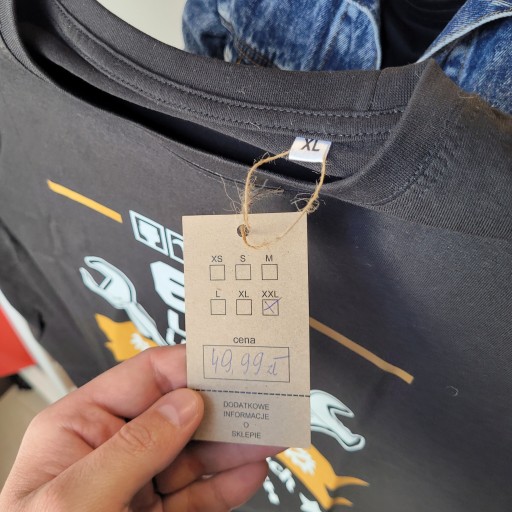 XL
XS S M
L XL XXL
cena
49,99 zł
DODATKOWE
INFORMACJE
O
SKLEPIE